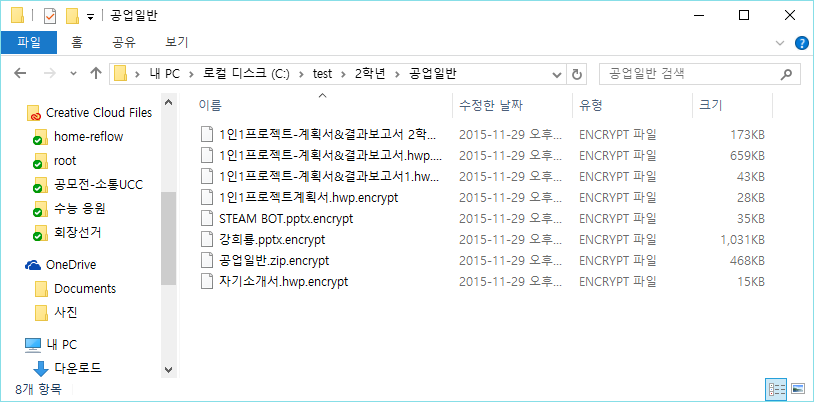 공업일반
파일 홈 공유 보기
내 PC > 로컬 디스크 (C:) > test > 2학년 > 공업일반
공업일반 검색
Creative Cloud Files
home-reflow
root
공모전-소통UCC
수능 응원
회장선거
OneDrive
Documents
사진
내 PC
다운로드
이름 수정한 날짜 유형 크기
1인1프로젝트-계획서&결과보고서 2학... 2015-11-29 오후... ENCRYPT 파일 173KB
1인1프로젝트-계획서&결과보고서.hwp.... 2015-11-29 오후... ENCRYPT 파일 659KB
1인1프로젝트-계획서&결과보고서1.hw... 2015-11-29 오후... ENCRYPT 파일 43KB
1인1프로젝트계획서.hwp.encrypt 2015-11-29 오후... ENCRYPT 파일 28KB
STEAM BOT.pptx.encrypt 2015-11-29 오후... ENCRYPT 파일 35KB
강희룡.pptx.encrypt 2015-11-29 오후... ENCRYPT 파일 1,031KB
공업일반.zip.encrypt 2015-11-29 오후... ENCRYPT 파일 468KB
자기소개서.hwp.encrypt 2015-11-29 오후... ENCRYPT 파일 15KB
8개 항목